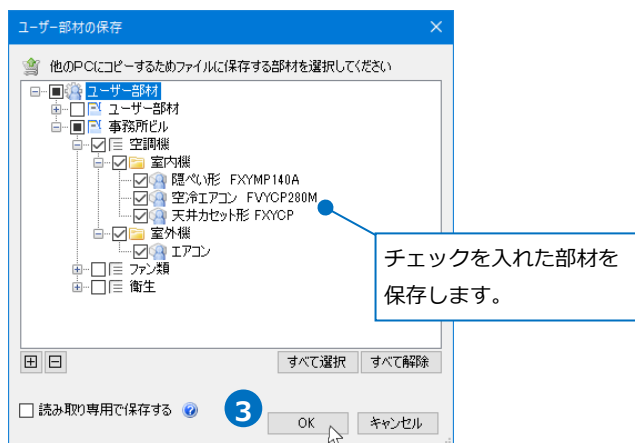 ユーザー部材の保存
他のPCにコピーするためファイルに保存する部材を選択してください
ユーザー部材
ユーザー部材
事務所ビル
空調機
室内機
隠ぺい形 FXYMP140A
空冷エアコン FVYCP280M
天井カセット形 FXYCP
室外機
エアコン
ファン類
衛生
チェックを入れた部材を
保存します。
すべて選択 すべて解除
読み取り専用で保存する ?
3
OK キャンセル